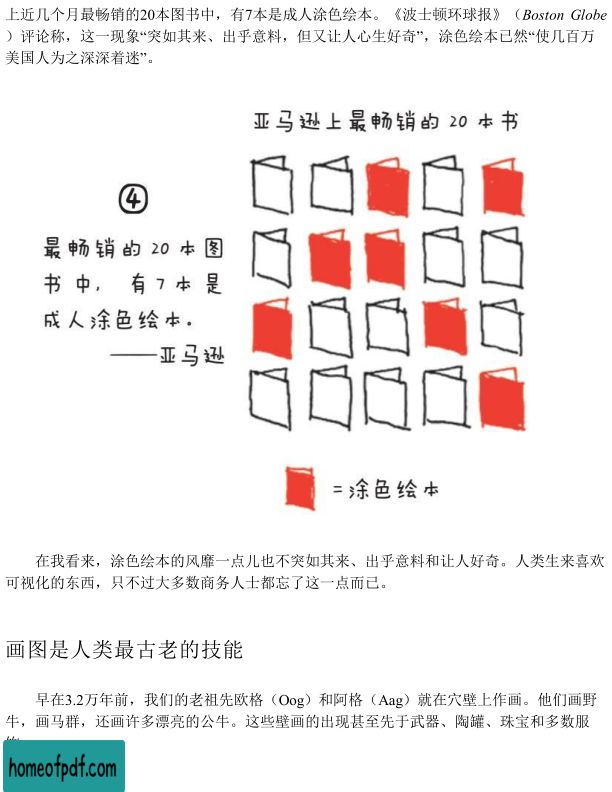 上近几个月最畅销的20本图书中，有7本是成人涂色绘本。《波士顿环球报》（Boston Globe
）评论称，这一现象“突如其来、出乎意料，但又让人心生好奇”，涂色绘本已然“使几百万
美国人为之深深着迷”。
亚马逊上最畅销的 20 本书
④
最畅销的 20 本图
书中，有7本是
成人涂色绘本。
——亚马逊
=涂色绘本
在我看来，涂色绘本的风靡一点儿也不突如其来、出乎意料和让人好奇。人类生来喜欢
可视化的东西，只不过大多数商务人士都忘了这一点而已。
画图是人类最古老的技能
早在3.2万年前，我们的老祖先欧格（Oog）和阿格（Aag）就在穴壁上作画。他们画野
牛，画马群，还画许多漂亮的公牛。这些壁画的出现甚至先于武器、陶罐、珠宝和多数服
homeofpdf.com